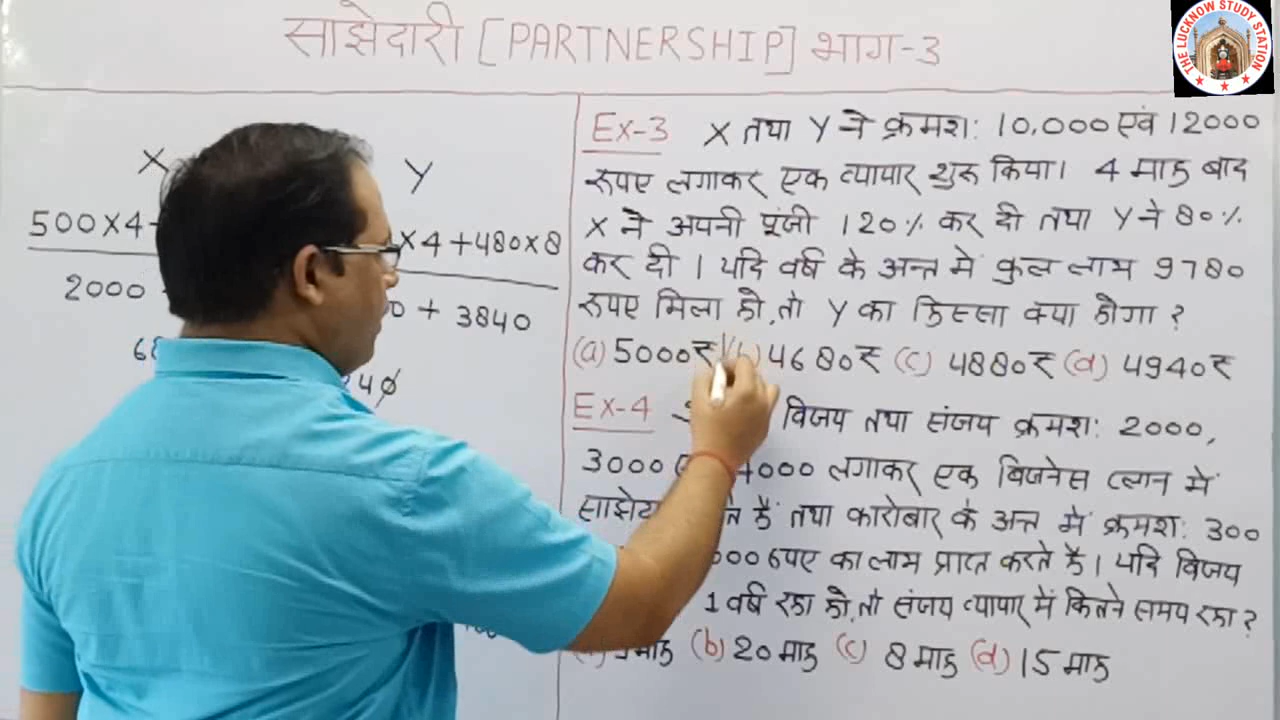 साझेदारी [PARTNERSHIP] भाग-3
THE LUCKNOW STUDY STATION
X
Y
500×4
×4+480×8
2000
+ 3840
68
240
Ex-3 X तथा Y ने क्रमश: 10,000 एवं 12000
रूपए लगाकर एक व्यापार शुरू किया। 4 माह बाद
X ने अपनी पूंजी 120% कर दी तथा Y ने 80%
कर दी। यदि वर्ष के अन्त में कुल लाभ 9780
रूपए मिला हो, तो Y का हिस्सा क्या होगा?
(a) 5000₹ (b) 4680₹ (c) 4880₹ (d) 4940₹
Ex-4 विजय तथा संजय क्रमश: 2000,
3000 4000 लगाकर एक बिजनेस प्लान में
हैं तथा कारोबार के अन्त में क्रमश: 300
रुपए का लाभ प्राप्त करते हैं। यदि विजय
1 वर्ष रहा हो, तो संजय व्यापार में कितने समय रहा?
माह (b) 20 माह (c) 8 माह (d) 15 माह